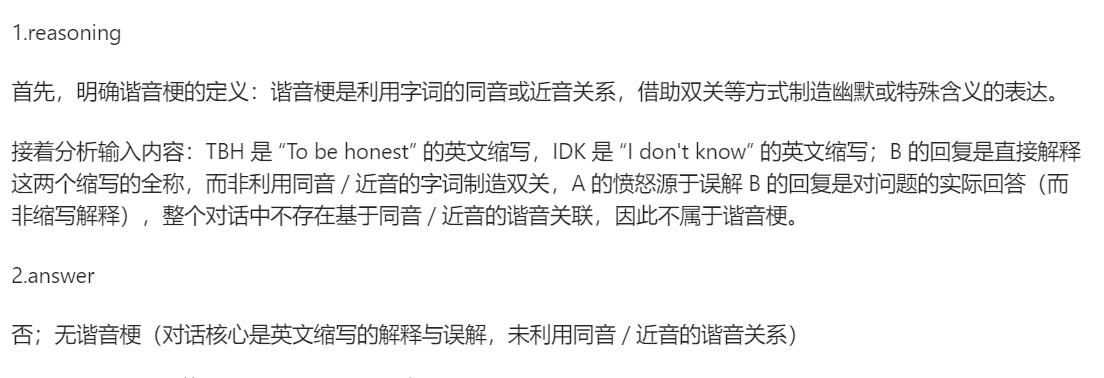 1.reasoning
首先，明确谐音梗的定义：谐音梗是利用字词的同音或近音关系，借助双关等方式制造幽默或特殊含义的表达。
接着分析输入内容：TBH 是 “To be honest” 的英文缩写，IDK 是 “I don't know” 的英文缩写；B 的回复是直接解释
这两个缩写的全称，而非利用同音 / 近音的字词制造双关，A 的愤怒源于误解 B 的回复是对问题的实际回答（而
非缩写解释），整个对话中不存在基于同音 / 近音的谐音关联，因此不属于谐音梗。
2.answer
否；无谐音梗（对话核心是英文缩写的解释与误解，未利用同音 / 近音的谐音关系）